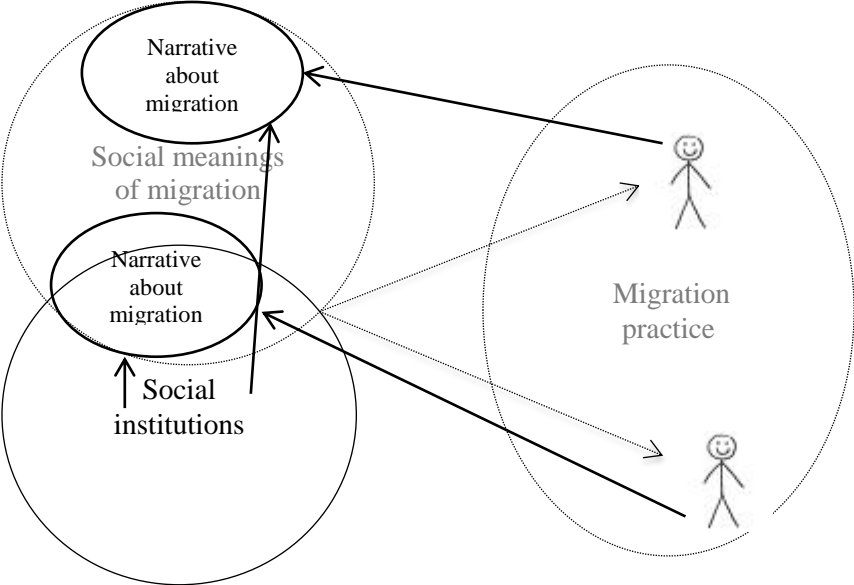 Narrative
about
migration
Social meanings
of migration
Narrative
about
migration
Migration
practice
Social
institutions